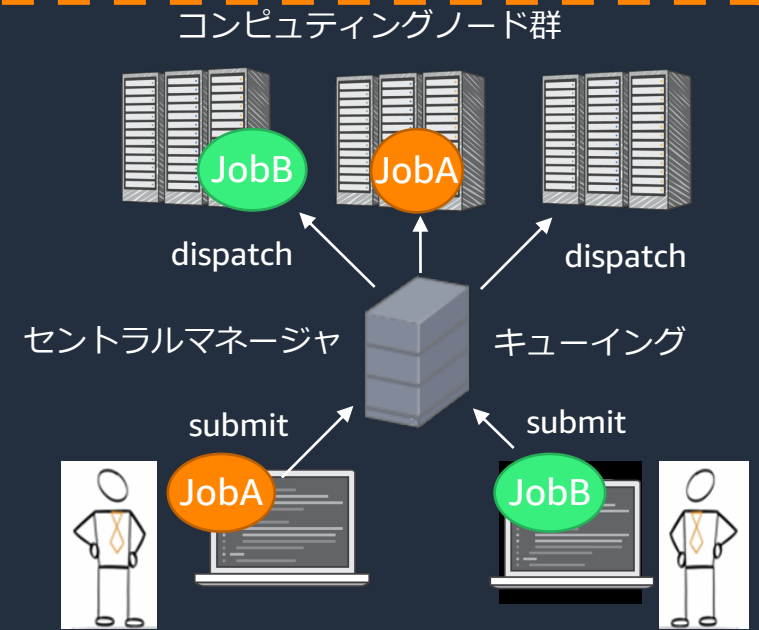 コンピュティングノード群
JobB
JobA
dispatch
dispatch
セントラルマネージャ
キューイング
submit
submit
JobA
JobB